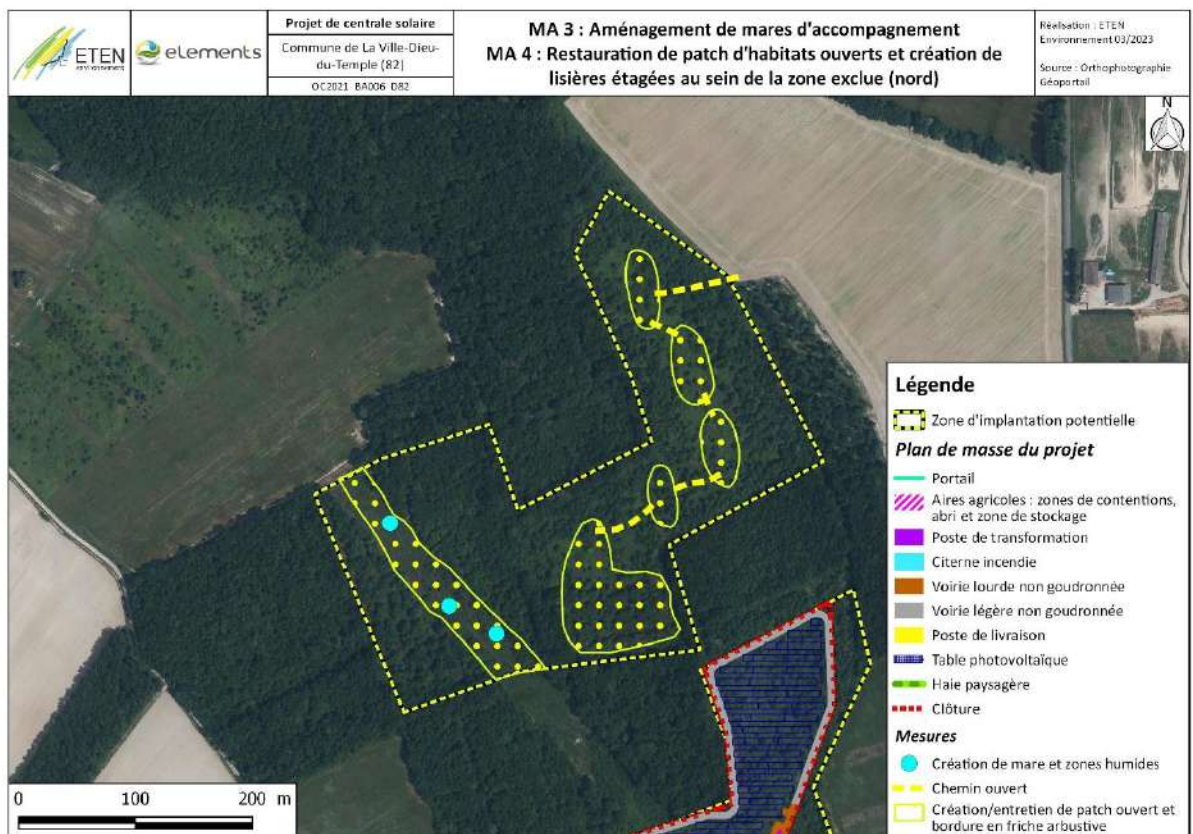 ETEN
environnement
elements
Projet de centrale solaire
Commune de La Ville-Dieu-
du-Temple (82)
OC2021_BA006_D82
MA 3 : Aménagement de mares d'accompagnement
MA 4 : Restauration de patch d'habitats ouverts et création de
lisières étagées au sein de la zone exclue (nord)
Réalisation : ETEN
Environnement 03/2023
Source : Orthophotographie
Géoportail
N
Légende
Zone d'implantation potentielle
Plan de masse du projet
Portail
Aires agricoles : zones de contentions,
abri et zone de stockage
Poste de transformation
Citerne incendie
Voirie lourde non goudronnée
Voirie légère non goudronnée
Poste de livraison
Table photovoltaïque
Haie paysagère
Clôture
Mesures
Création de mare et zones humides
Chemin ouvert
Création/entretien de patch ouvert et
bordure en friche arbustive
0 100 200 m